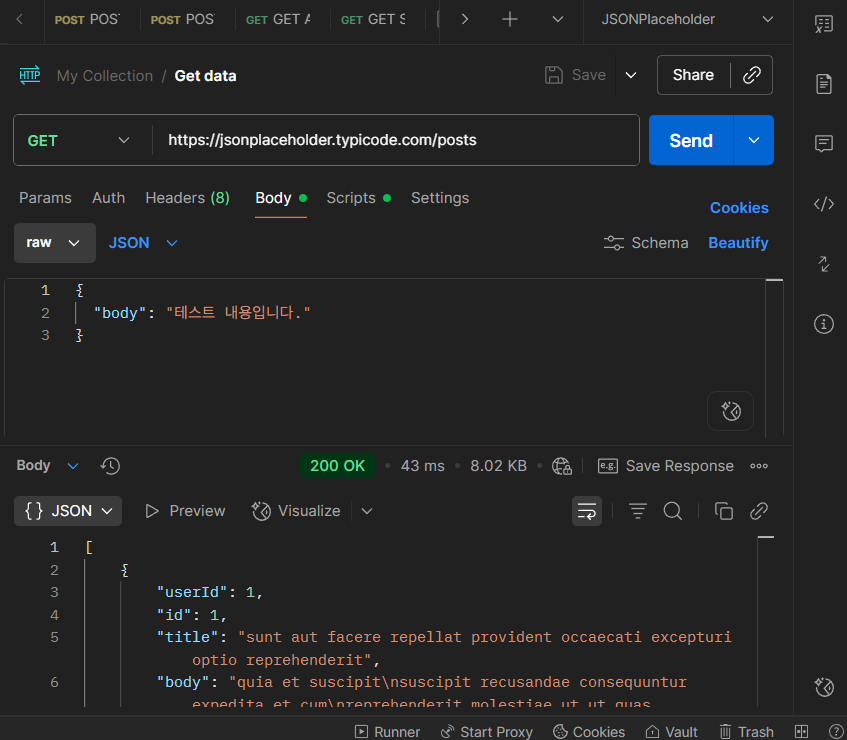 POST POST
POST POS
GET GET A
GET GET S
JSONPlaceholder
HTTP My Collection / Get data Save Share
GET https://jsonplaceholder.typicode.com/posts Send
Params Auth Headers (8) Body Scripts Settings Cookies
raw JSON Schema Beautify
1 {
2 "body": "테스트 내용입니다."
3 }
Body 200 OK 43 ms 8.02 KB e.g. Save Response
{} JSON Preview Visualize
1 [
2 {
3 "userId": 1,
4 "id": 1,
5 "title": "sunt aut facere repellat provident occaecati excepturi
optio reprehenderit",
6 "body": "quia et suscipit\nsuscipit recusandae consequuntur
expedita et cum\nreprehenderit molestiae ut ut quas
Runner Start Proxy Cookies Vault Trash